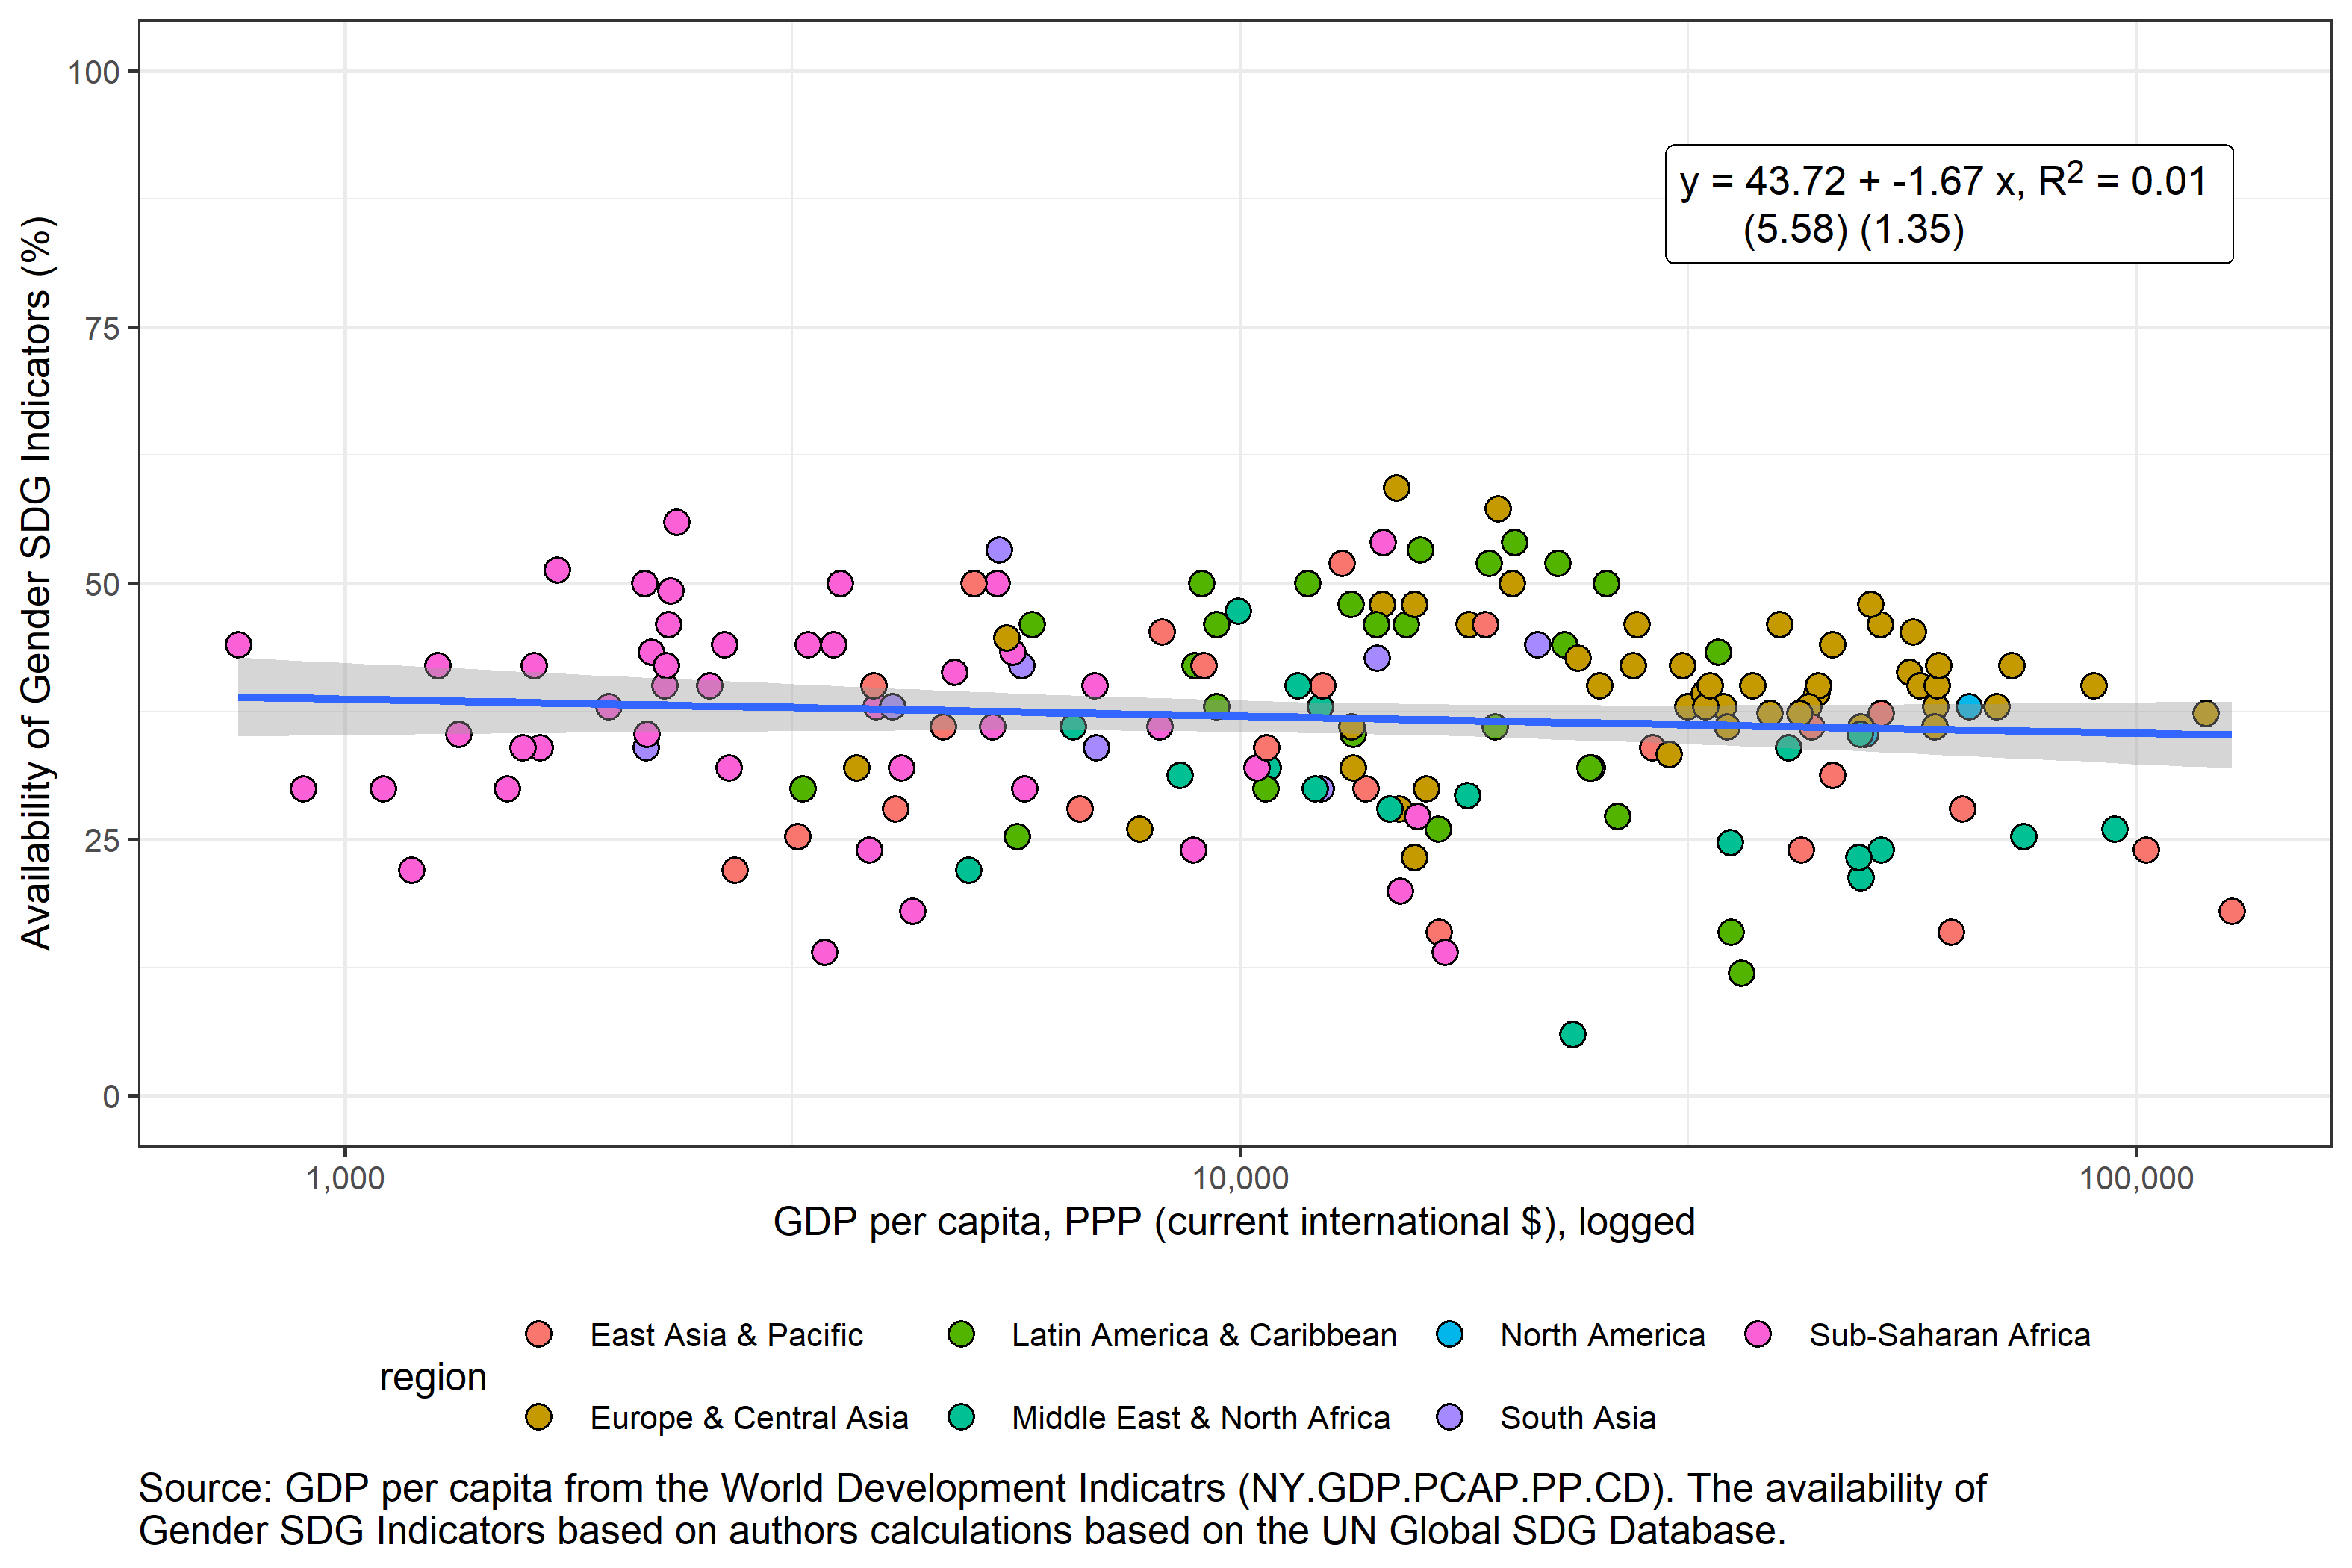 100
75
50
25
0
Availability of Gender SDG Indicators (%)
y = 43.72 + -1.67 x, R² = 0.01
(5.58) (1.35)
1,000
10,000
100,000
GDP per capita, PPP (current international $), logged
region
East Asia & Pacific
Latin America & Caribbean
North America
Sub-Saharan Africa
Europe & Central Asia
Middle East & North Africa
South Asia
Source: GDP per capita from the World Development Indicatrs (NY.GDP.PCAP.PP.CD). The availability of
Gender SDG Indicators based on authors calculations based on the UN Global SDG Database.